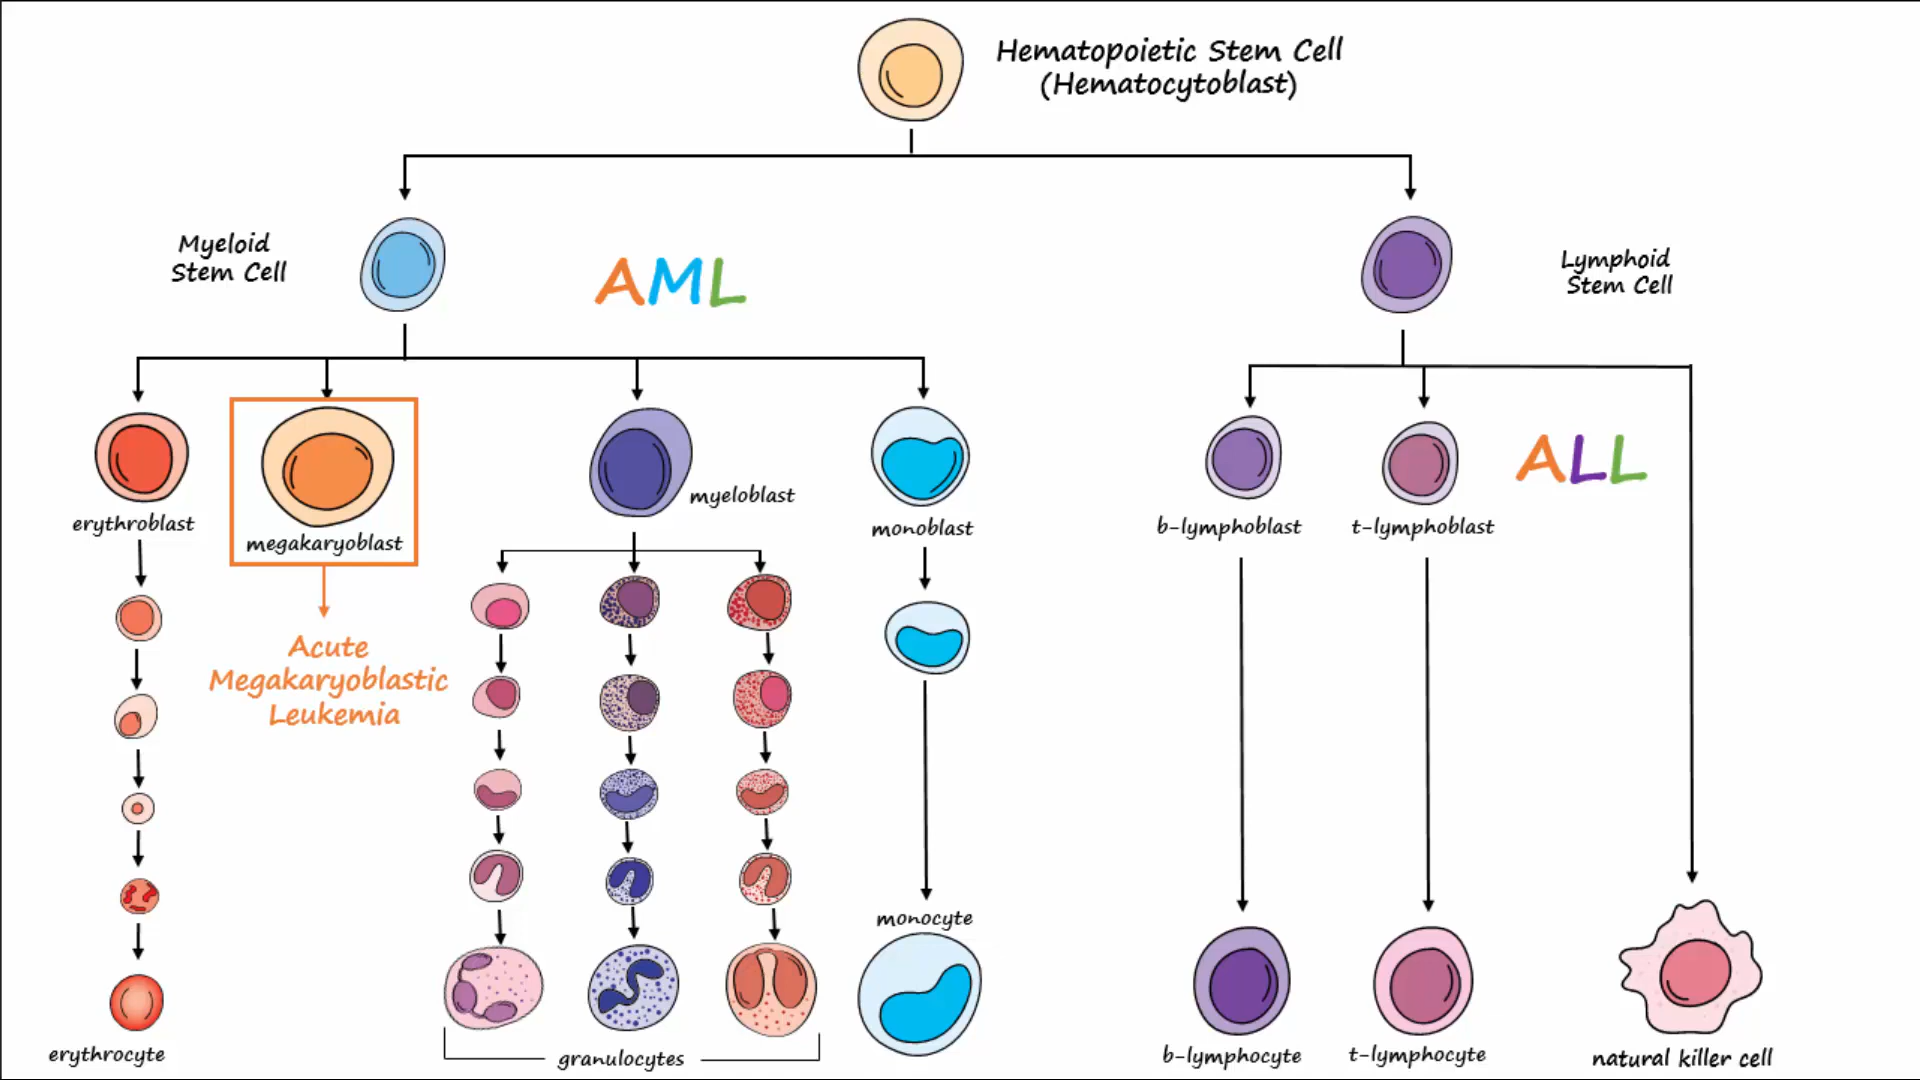 Hematopoietic Stem Cell
(Hematocytoblast)
Myeloid
Stem Cell
AML
Lymphoid
Stem Cell
erythroblast
megakaryoblast
myeloblast
monoblast
b-lymphoblast
t-lymphoblast
ALL
Acute
Megakaryoblastic
Leukemia
monocyte
erythrocyte
granulocytes
b-lymphocyte
t-lymphocyte
natural killer cell